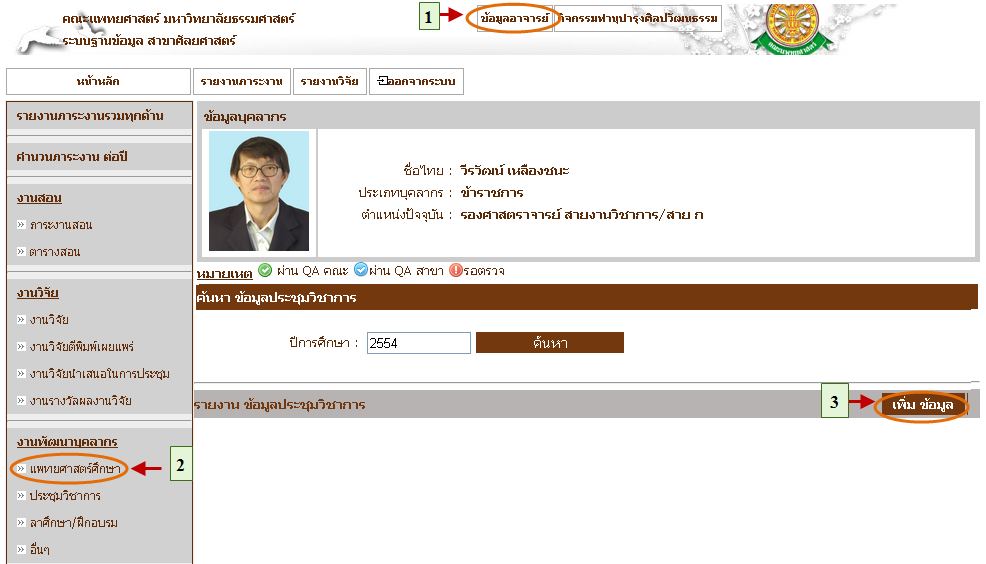 คณะแพทยศาสตร์ มหาวิทยาลัยธรรมศาสตร์
ระบบฐานข้อมูล สาขาศัลยศาสตร์
1
ข้อมูลอาจารย์
กิจกรรมทำนุบำรุงศิลปวัฒนธรรม
หน้าหลัก
รายงานภาระงาน
รายงานวิจัย
ออกจากระบบ
รายงานภาระงานรวมทุกด้าน
คำนวนภาระงาน ต่อปี
งานสอน
ภาระงานสอน
ตารางสอน
งานวิจัย
งานวิจัย
งานวิจัยตีพิมพ์เผยแพร่
งานวิจัยนำเสนอในการประชุม
งานรางวัลผลงานวิจัย
งานพัฒนาบุคลากร
แพทยศาสตร์ศึกษา
2
ประชุมวิชาการ
ลาศึกษา/ฝึกอบรม
อื่นๆ
ข้อมูลบุคลากร
ชื่อไทย : วีรวัฒน์ เหลืองชนะ
ประเภทบุคลากร : ข้าราชการ
ตำแหน่งปัจจุบัน : รองศาสตราจารย์ สายงานวิชาการ/สาย ก
หมายเหตุ ผ่าน QA คณะ ผ่าน QA สาขา รอตรวจ
ค้นหา ข้อมูลประชุมวิชาการ
ปีการศึกษา : 2554 ค้นหา
รายงาน ข้อมูลประชุมวิชาการ
3
เพิ่ม ข้อมูล